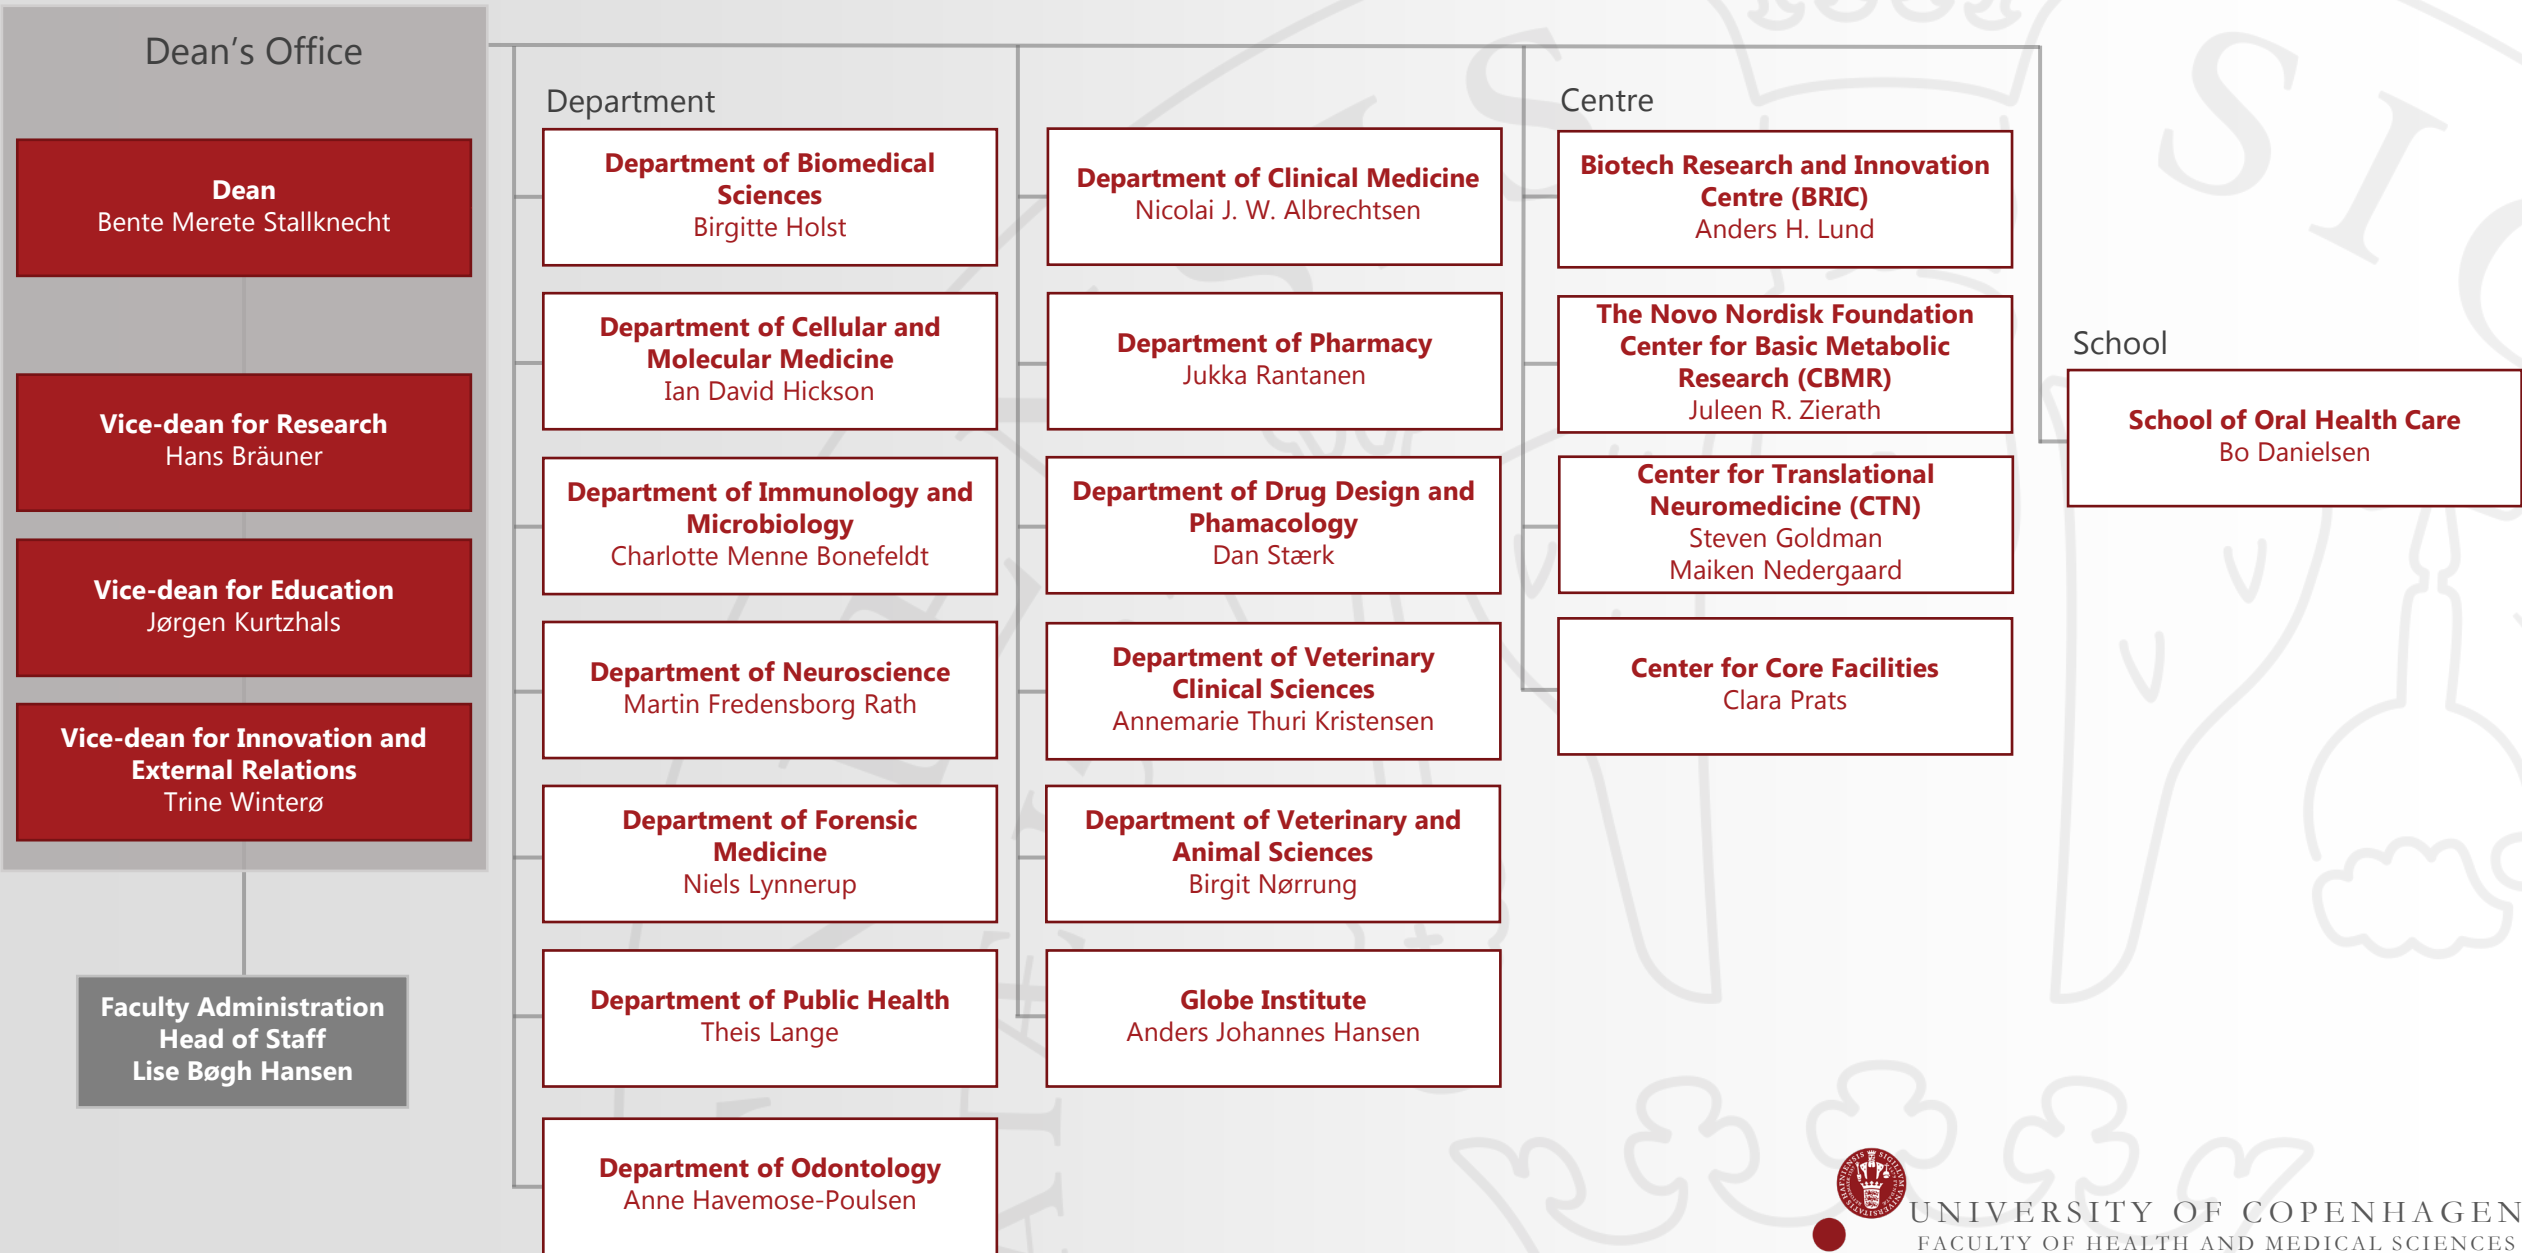 Dean's Office
Dean
Bente Merete Stallknecht
Vice-dean for Research
Hans Bräuner
Vice-dean for Education
Jørgen Kurtzhals
Vice-dean for Innovation and
External Relations
Trine Winterø
Faculty Administration
Head of Staff
Lise Bøgh Hansen
Department
Department of Biomedical
Sciences
Birgitte Holst
Department of Cellular and
Molecular Medicine
Ian David Hickson
Department of Immunology and
Microbiology
Charlotte Menne Bonefeldt
Department of Neuroscience
Martin Fredensborg Rath
Department of Forensic
Medicine
Niels Lynnerup
Department of Public Health
Theis Lange
Department of Odontology
Anne Havemose-Poulsen
Department of Clinical Medicine
Nicolai J. W. Albrechtsen
Department of Pharmacy
Jukka Rantanen
Department of Drug Design and
Phamacology
Dan Stærk
Department of Veterinary
Clinical Sciences
Annemarie Thuri Kristensen
Department of Veterinary and
Animal Sciences
Birgit Nørrung
Globe Institute
Anders Johannes Hansen
Centre
Biotech Research and Innovation
Centre (BRIC)
Anders H. Lund
The Novo Nordisk Foundation
Center for Basic Metabolic
Research (CBMR)
Juleen R. Zierath
Center for Translational
Neuromedicine (CTN)
Steven Goldman
Maiken Nedergaard
Center for Core Facilities
Clara Prats
School
School of Oral Health Care
Bo Danielsen
UNIVERSITY OF COPENHAGEN
FACULTY OF HEALTH AND MEDICAL SCIENCES